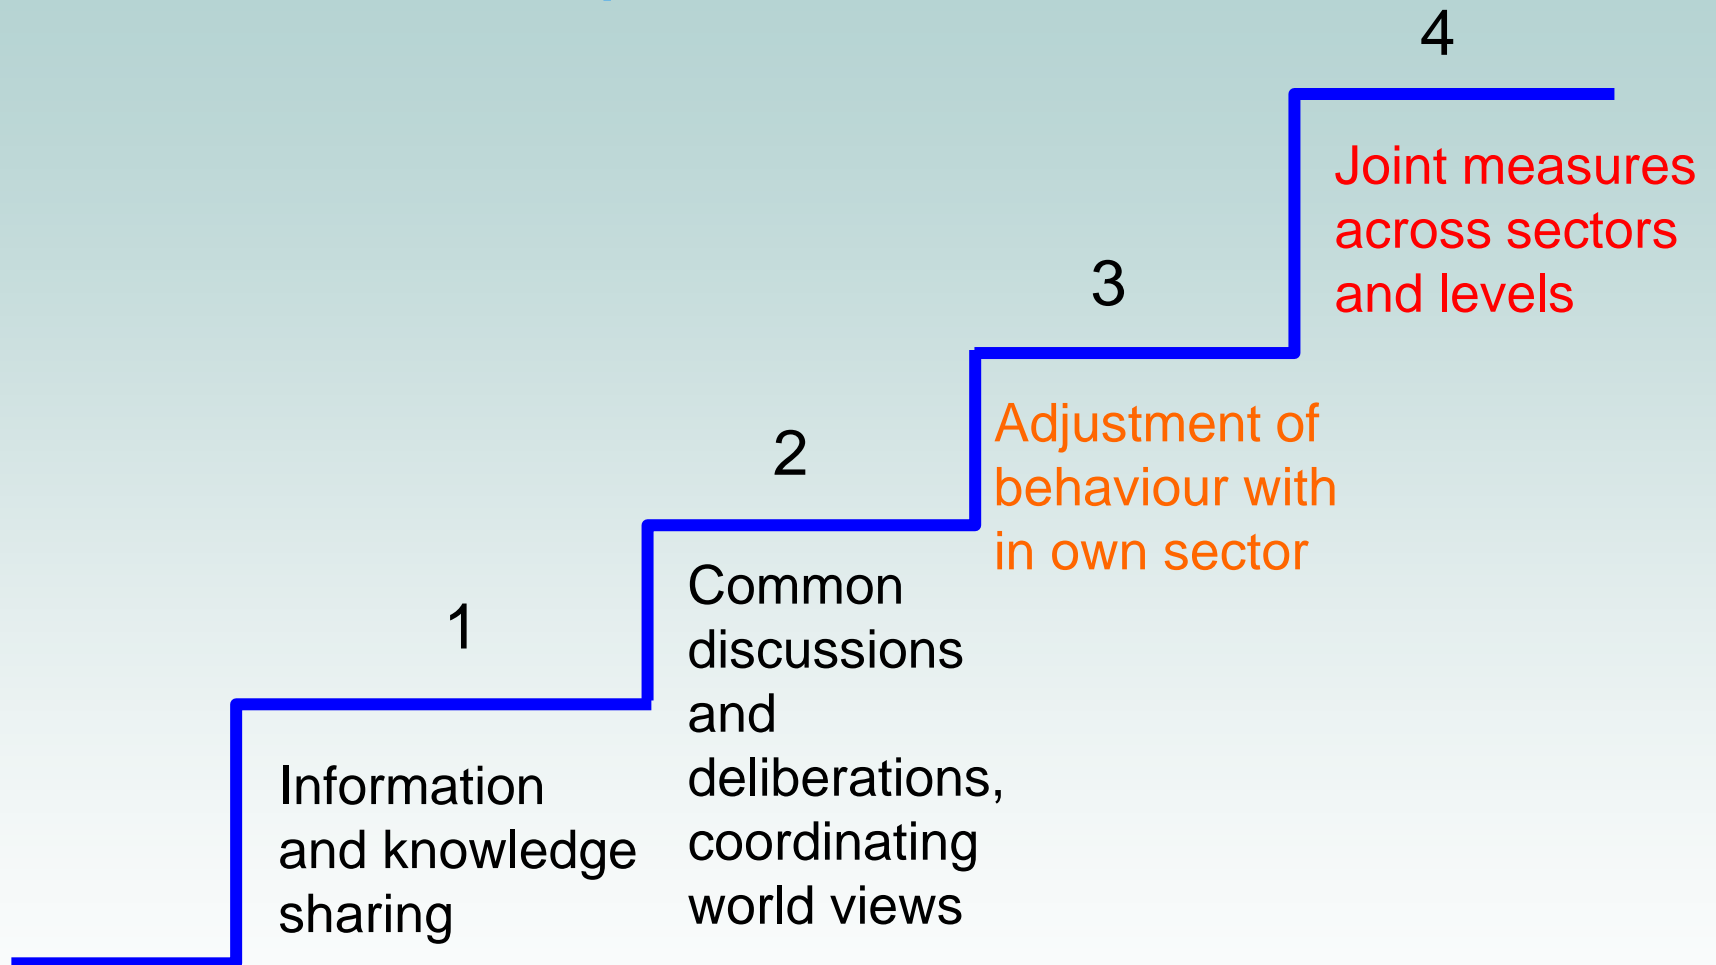 4
Joint measures
across sectors
and levels
3
Adjustment of
behaviour with
in own sector
2
Common
discussions
and
deliberations,
coordinating
world views
1
Information
and knowledge
sharing